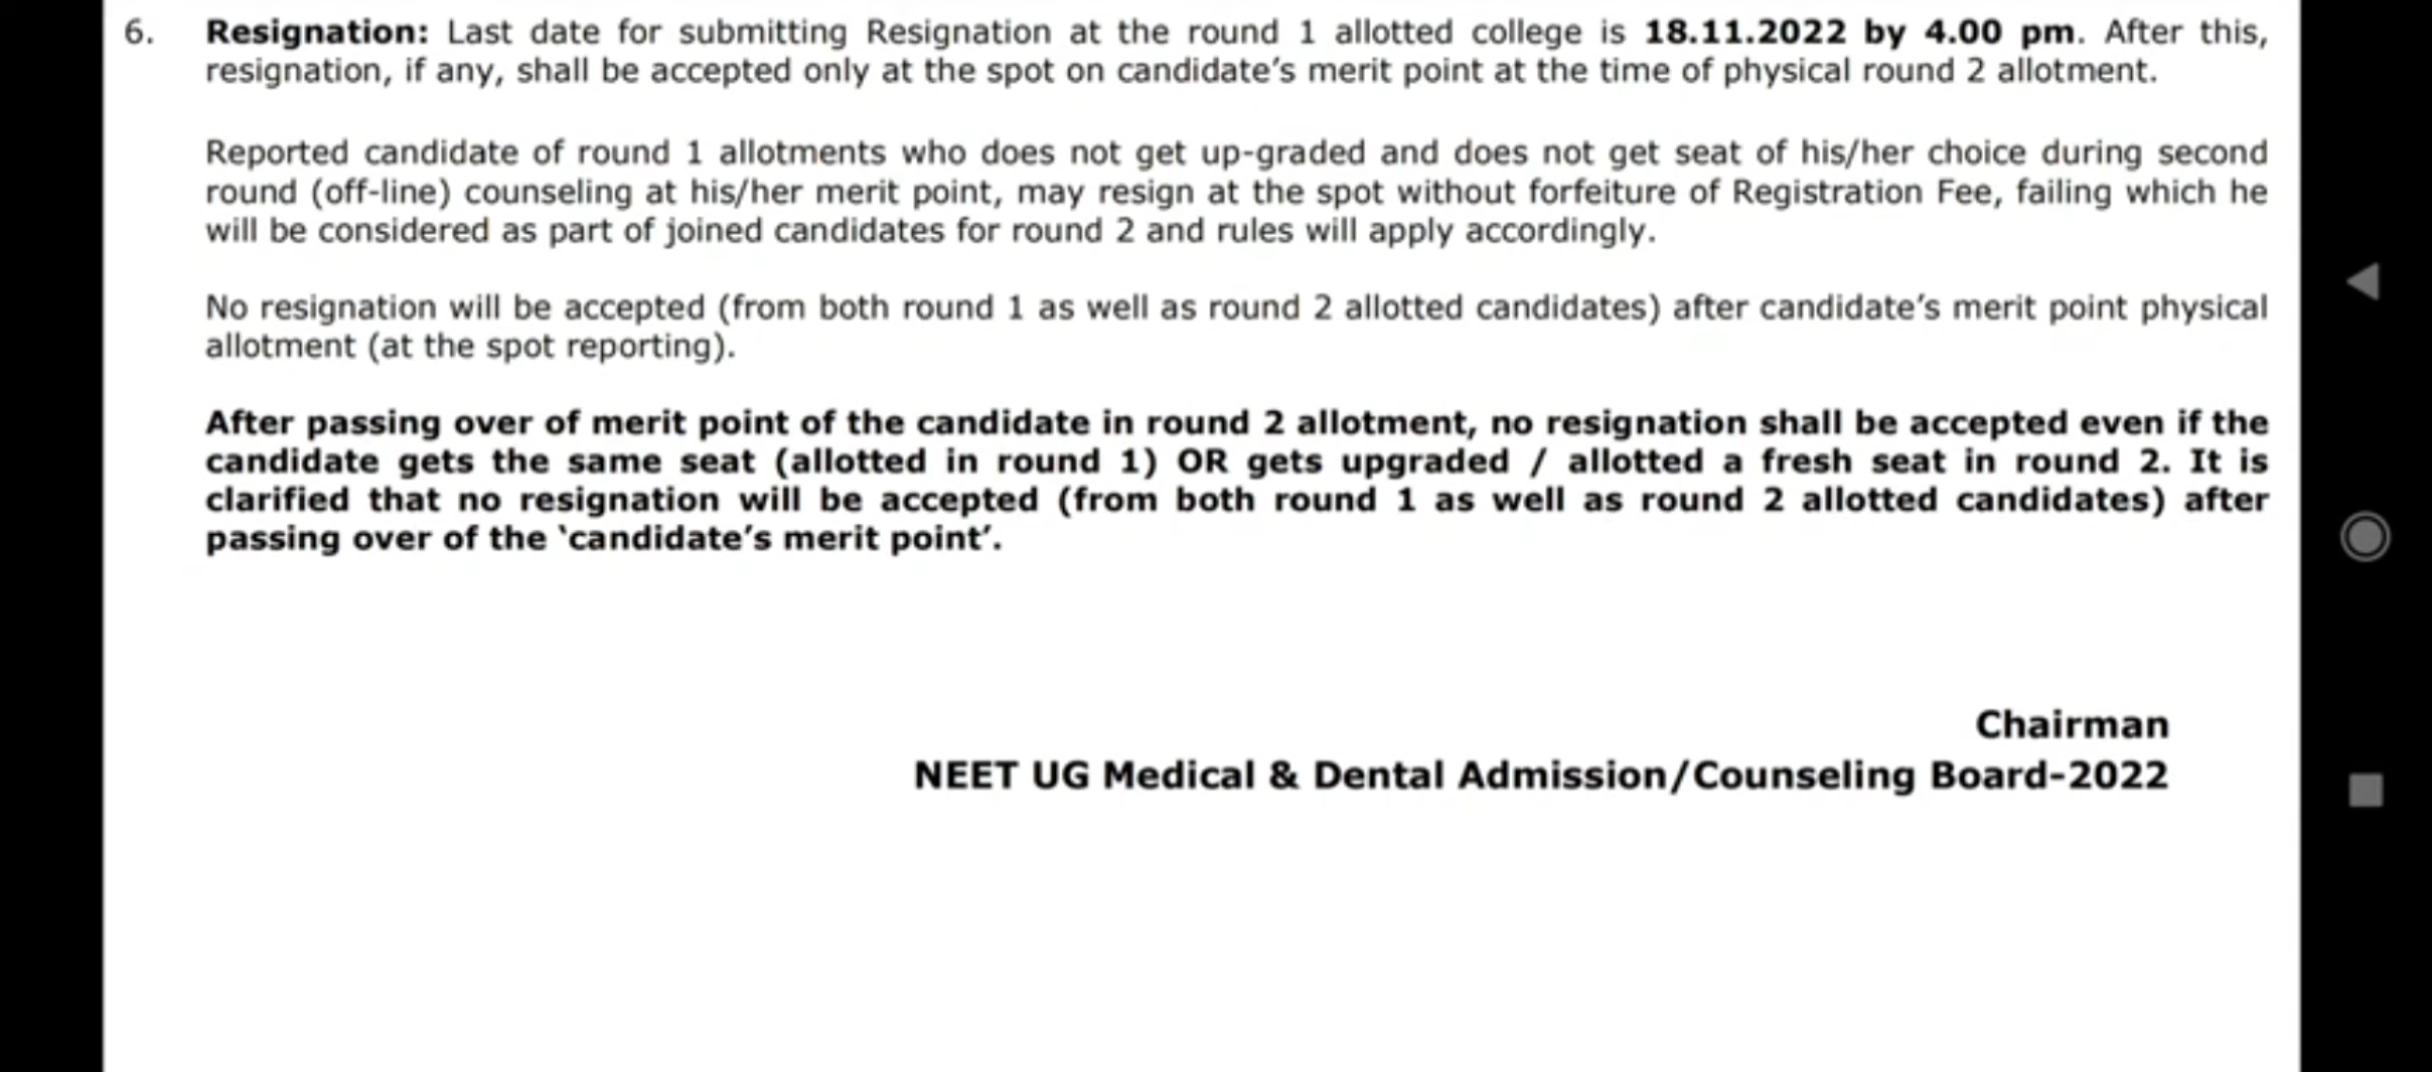 6. Resignation: Last date for submitting Resignation at the round 1 allotted college is 18.11.2022 by 4.00 pm. After this,
resignation, if any, shall be accepted only at the spot on candidate’s merit point at the time of physical round 2 allotment.
Reported candidate of round 1 allotments who does not get up-graded and does not get seat of his/her choice during second
round (off-line) counseling at his/her merit point, may resign at the spot without forfeiture of Registration Fee, failing which he
will be considered as part of joined candidates for round 2 and rules will apply accordingly.
No resignation will be accepted (from both round 1 as well as round 2 allotted candidates) after candidate’s merit point physical
allotment (at the spot reporting).
After passing over of merit point of the candidate in round 2 allotment, no resignation shall be accepted even if the
candidate gets the same seat (allotted in round 1) OR gets upgraded / allotted a fresh seat in round 2. It is
clarified that no resignation will be accepted (from both round 1 as well as round 2 allotted candidates) after
passing over of the ‘candidate’s merit point’.
Chairman
NEET UG Medical & Dental Admission/Counseling Board-2022